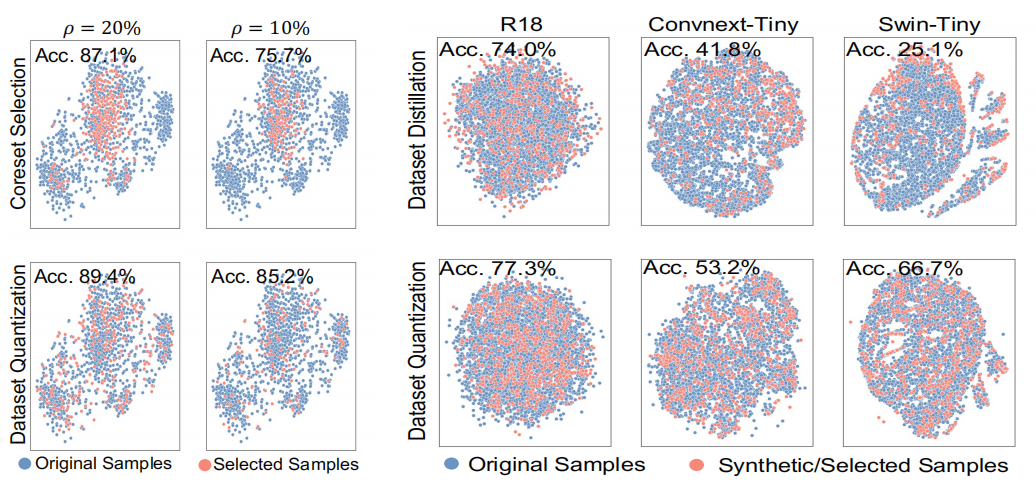 ρ = 20%
ρ = 10%
Coreset Selection
Acc. 87.1%
Acc. 75.7%
Dataset Quantization
Acc. 89.4%
Acc. 85.2%
Original Samples
Selected Samples
R18
Convnext-Tiny
Swin-Tiny
Dataset Distillation
Acc. 74.0%
Acc. 41.8%
Acc. 25.1%
Dataset Quantization
Acc. 77.3%
Acc. 53.2%
Acc. 66.7%
Original Samples
Synthetic/Selected Samples